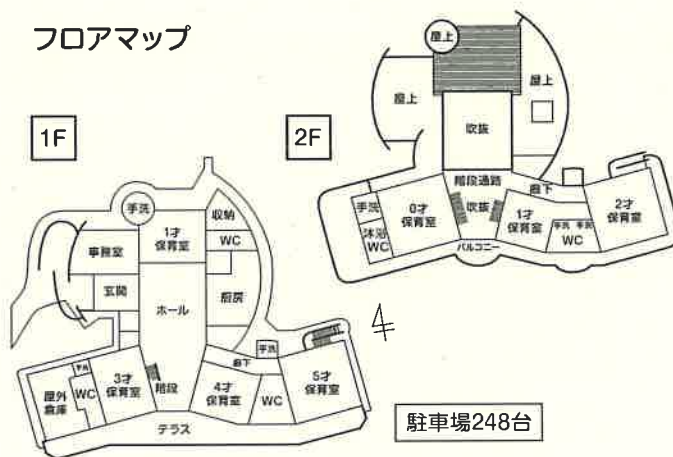 フロアマップ
1F
手洗
収納
1才
保育室
WC
事務室
玄関
ホール
厨房
手洗
廊下
手洗
屋外
倉庫
WC
3才
保育室
階段
4才
保育室
WC
5才
保育室
テラス
2F
屋上
屋上
屋上
吹抜
階段通路
廊下
手洗
沐浴
WC
0才
保育室
吹抜
1才
保育室
手洗 手洗
WC
2才
保育室
バルコニー
駐車場248台